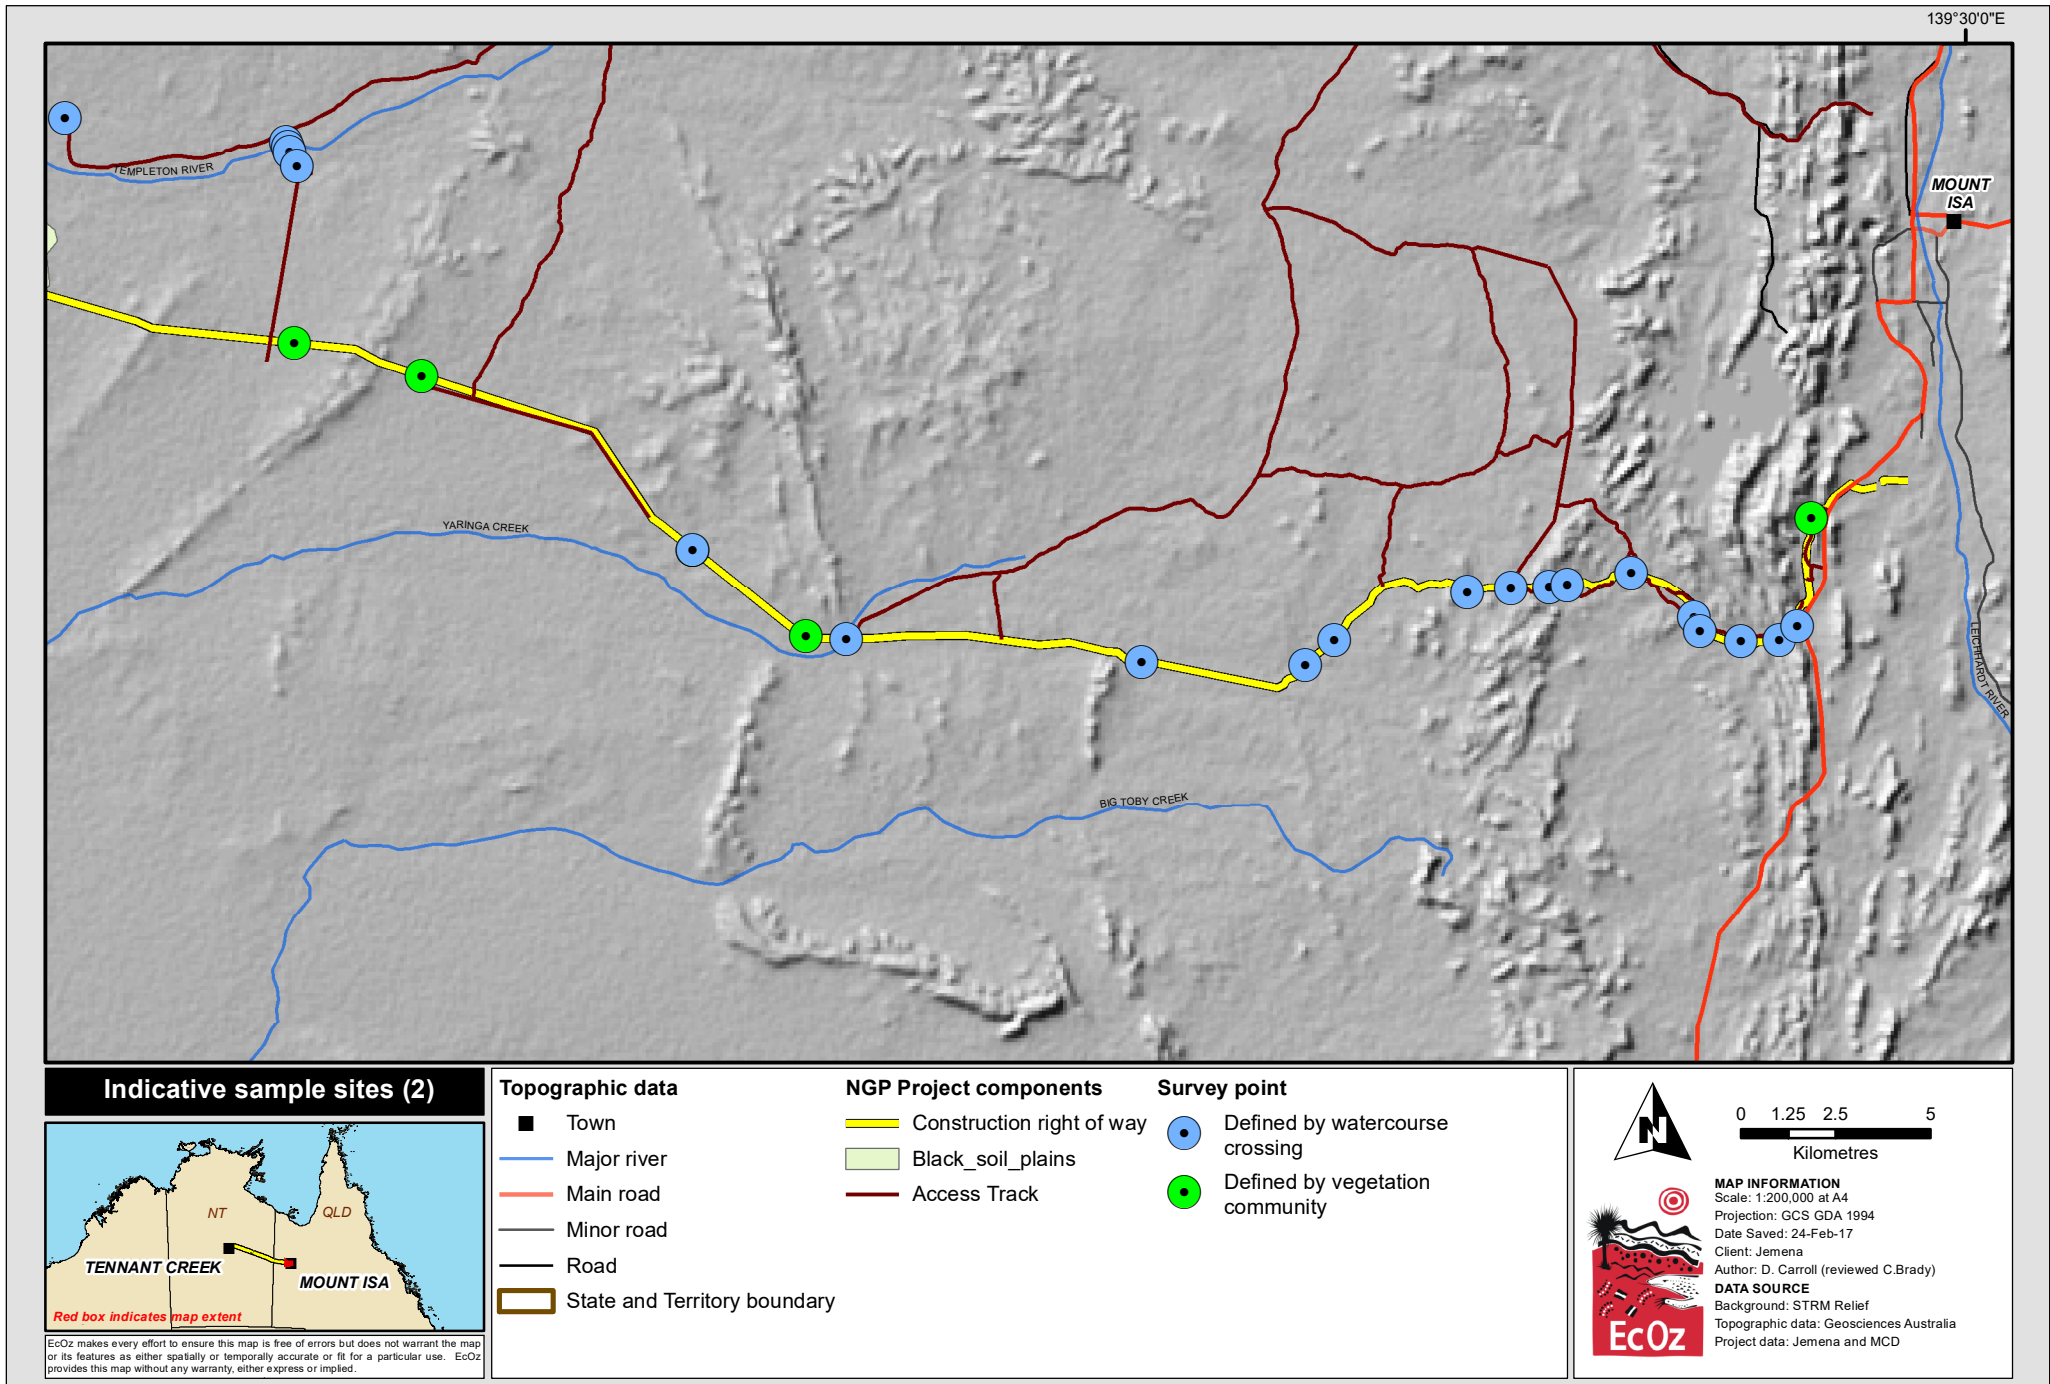 139°30'0"E
TEMPLETON RIVER
MOUNT
ISA
YARINGA CREEK
LEICHHARDT RIVER
BIG TOBY CREEK
Indicative sample sites (2)
NT
QLD
TENNANT CREEK
MOUNT ISA
Red box indicates map extent
EcOz makes every effort to ensure this map is free of errors but does not warrant the map
or its features as either spatially or temporally accurate or fit for a particular use. EcOz
provides this map without any warranty, either express or implied.
Topographic data
Town
Major river
Main road
Minor road
Road
State and Territory boundary
NGP Project components
Construction right of way
Black_soil_plains
Access Track
Survey point
Defined by watercourse
crossing
Defined by vegetation
community
N
0 1.25 2.5 5
Kilometres
MAP INFORMATION
Scale: 1:200,000 at A4
Projection: GCS GDA 1994
Date Saved: 24-Feb-17
Client: Jemena
Author: D. Carroll (reviewed C.Brady)
DATA SOURCE
Background: STRM Relief
Topographic data: Geosciences Australia
Project data: Jemena and MCD
EcOz